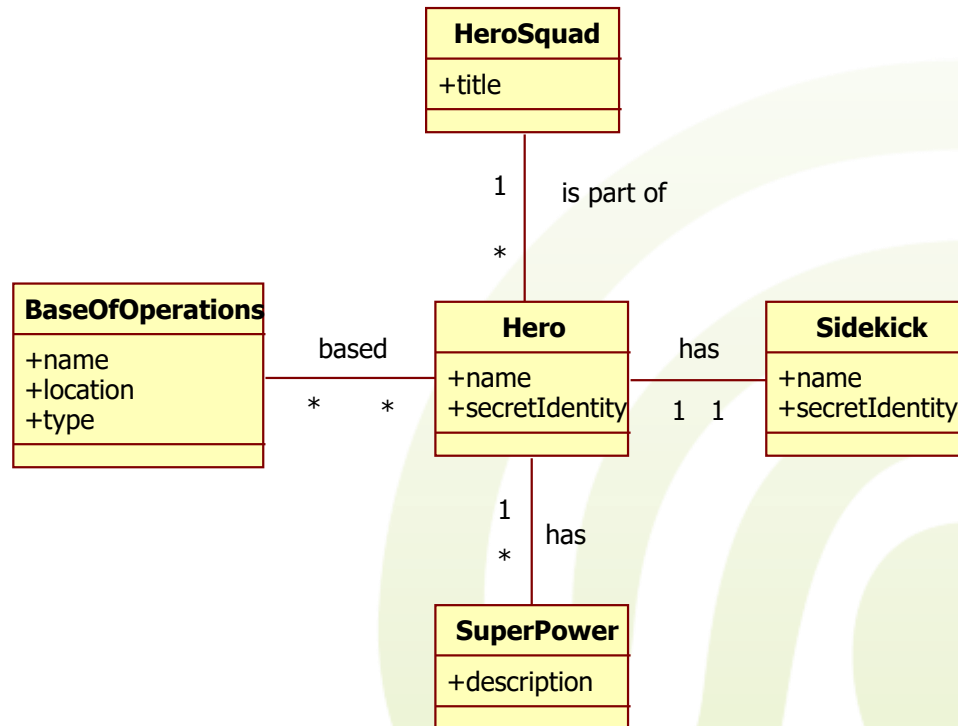 HeroSquad
+title
1
is part of
*
BaseOfOperations
+name
+location
+type
based
* *
Hero
+name
+secretIdentity
has
1 1
Sidekick
+name
+secretIdentity
1
has
*
SuperPower
+description